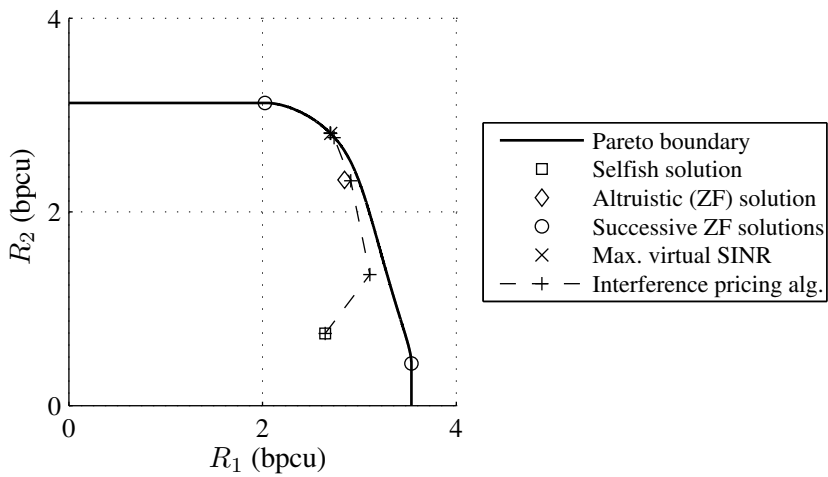 4
2
0
0
2
4
R₂ (bpcu)
R₁ (bpcu)
Pareto boundary
Selfish solution
Altruistic (ZF) solution
Successive ZF solutions
Max. virtual SINR
Interference pricing alg.